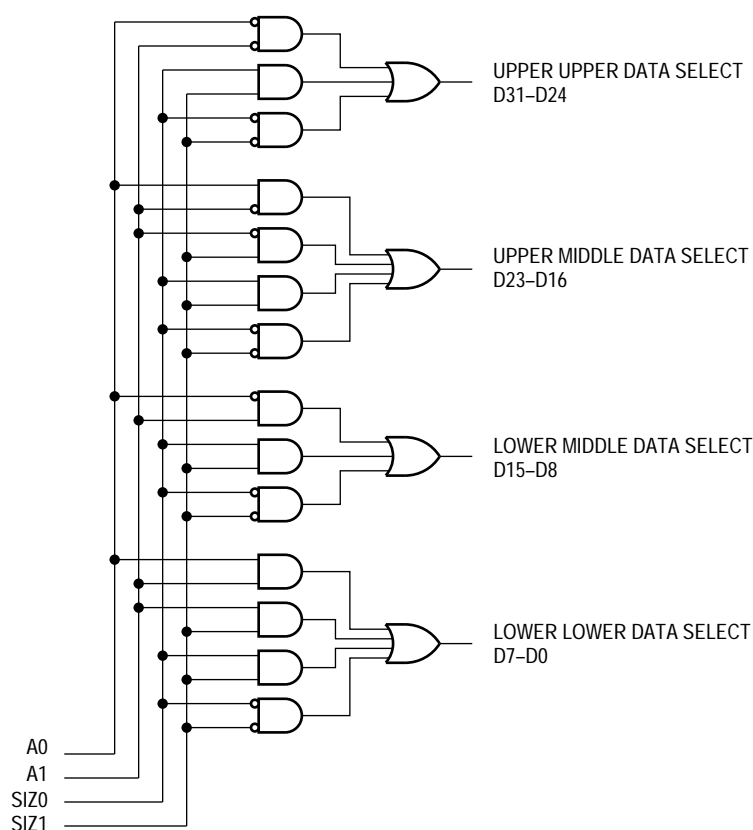 UPPER UPPER DATA SELECT
D31–D24
UPPER MIDDLE DATA SELECT
D23–D16
LOWER MIDDLE DATA SELECT
D15–D8
LOWER LOWER DATA SELECT
D7–D0
A0
A1
SIZ0
SIZ1